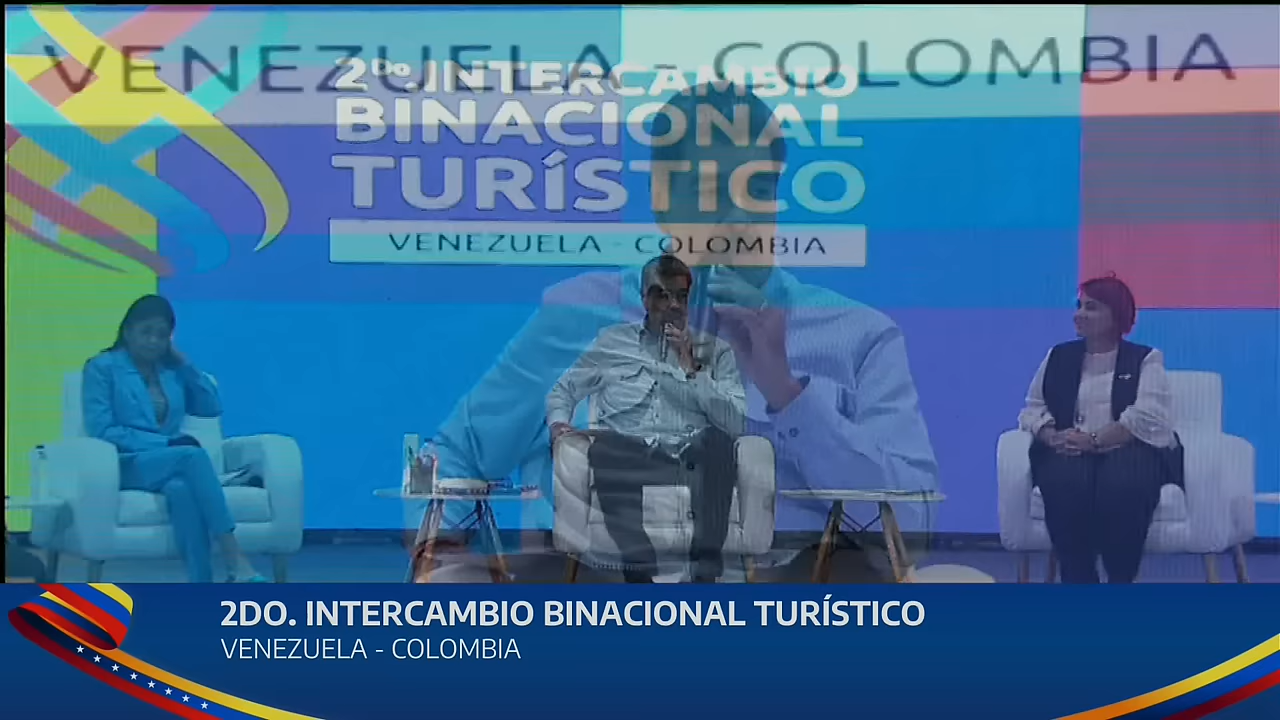 VENEZUELA - COLOMBIA
2Do. INTERCAMBIO
BINACIONAL
TURÍSTICO
VENEZUELA - COLOMBIA
2DO. INTERCAMBIO BINACIONAL TURÍSTICO
VENEZUELA - COLOMBIA